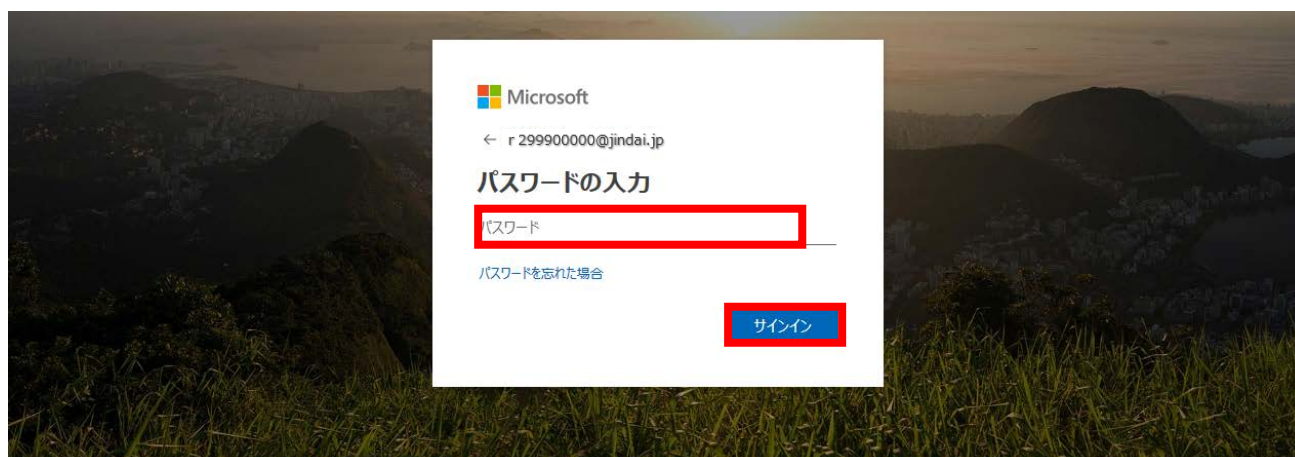 Microsoft
← r 299900000@jindai.jp
パスワードの入力
パスワード
パスワードを忘れた場合
サインイン